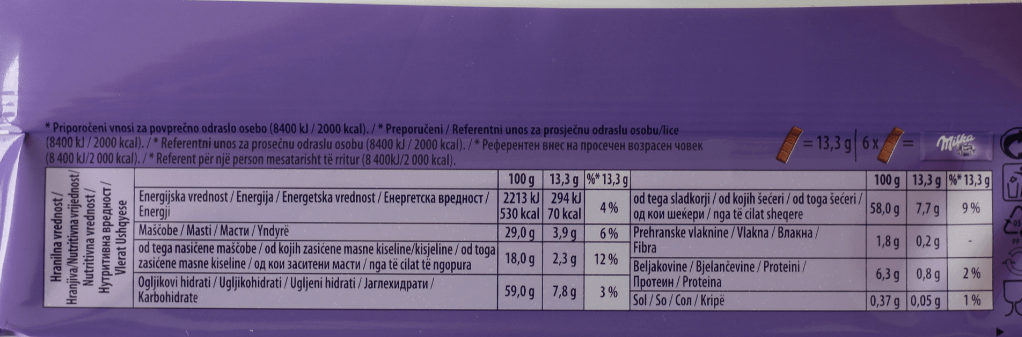 * Priporočeni vnosi za povprečno odraslo osebo (8400 kJ / 2000 kcal). / * Preporučeni / Referentni unos za prosječnu odraslu osobu/lice
(8400 kJ / 2000 kcal). / * Referentni unos za prosečnu odraslu osobu (8400 kJ / 2000 kcal). / * Референтен внес на просечен возрасен човек
(8 400 kJ/2 000 kcal). / * Referent për një person mesatarisht të rritur (8 400kJ/2 000 kcal).
= 13,3 g 6 x = Milka
Hranilna vrednost /
Hranjiva/Nutritivna vrijednost/
Nutritivna vrednost /
Нутритивна вредност /
Vlerat Ushqyese
100 g 13,3 g %* 13,3 g
Energijska vrednost / Energija / Energetska vrednost / Енергетска вредност /
Energji
2213 kJ 294 kJ
530 kcal 70 kcal
4 %
Maščobe / Masti / Масти / Yndyrë 29,0 g 3,9 g 6 %
od tega nasičene maščobe / od kojih zasićene masne kiseline/kisjeline / od toga
zasićene masne kiseline / од кои заситени масти / nga të cilat të ngopura
18,0 g 2,3 g 12 %
Ogljikovi hidrati / Ugljikohidrati / Ugljeni hidrati / Јаглехидрати /
Karbohidrate
59,0 g 7,8 g 3 %
100 g 13,3 g %* 13,3 g
od tega sladkorji / od kojih šećeri / od toga šećeri /
од кои шеќери / nga të cilat sheqere
58,0 g 7,7 g 9 %
Prehranske vlaknine / Vlakna / Влакна /
Fibra
1,8 g 0,2 g -
Beljakovine / Bjelančevine / Proteini /
Протеин / Proteina
6,3 g 0,8 g 2 %
Sol / So / Сол / Kripë 0,37 g 0,05 g 1 %